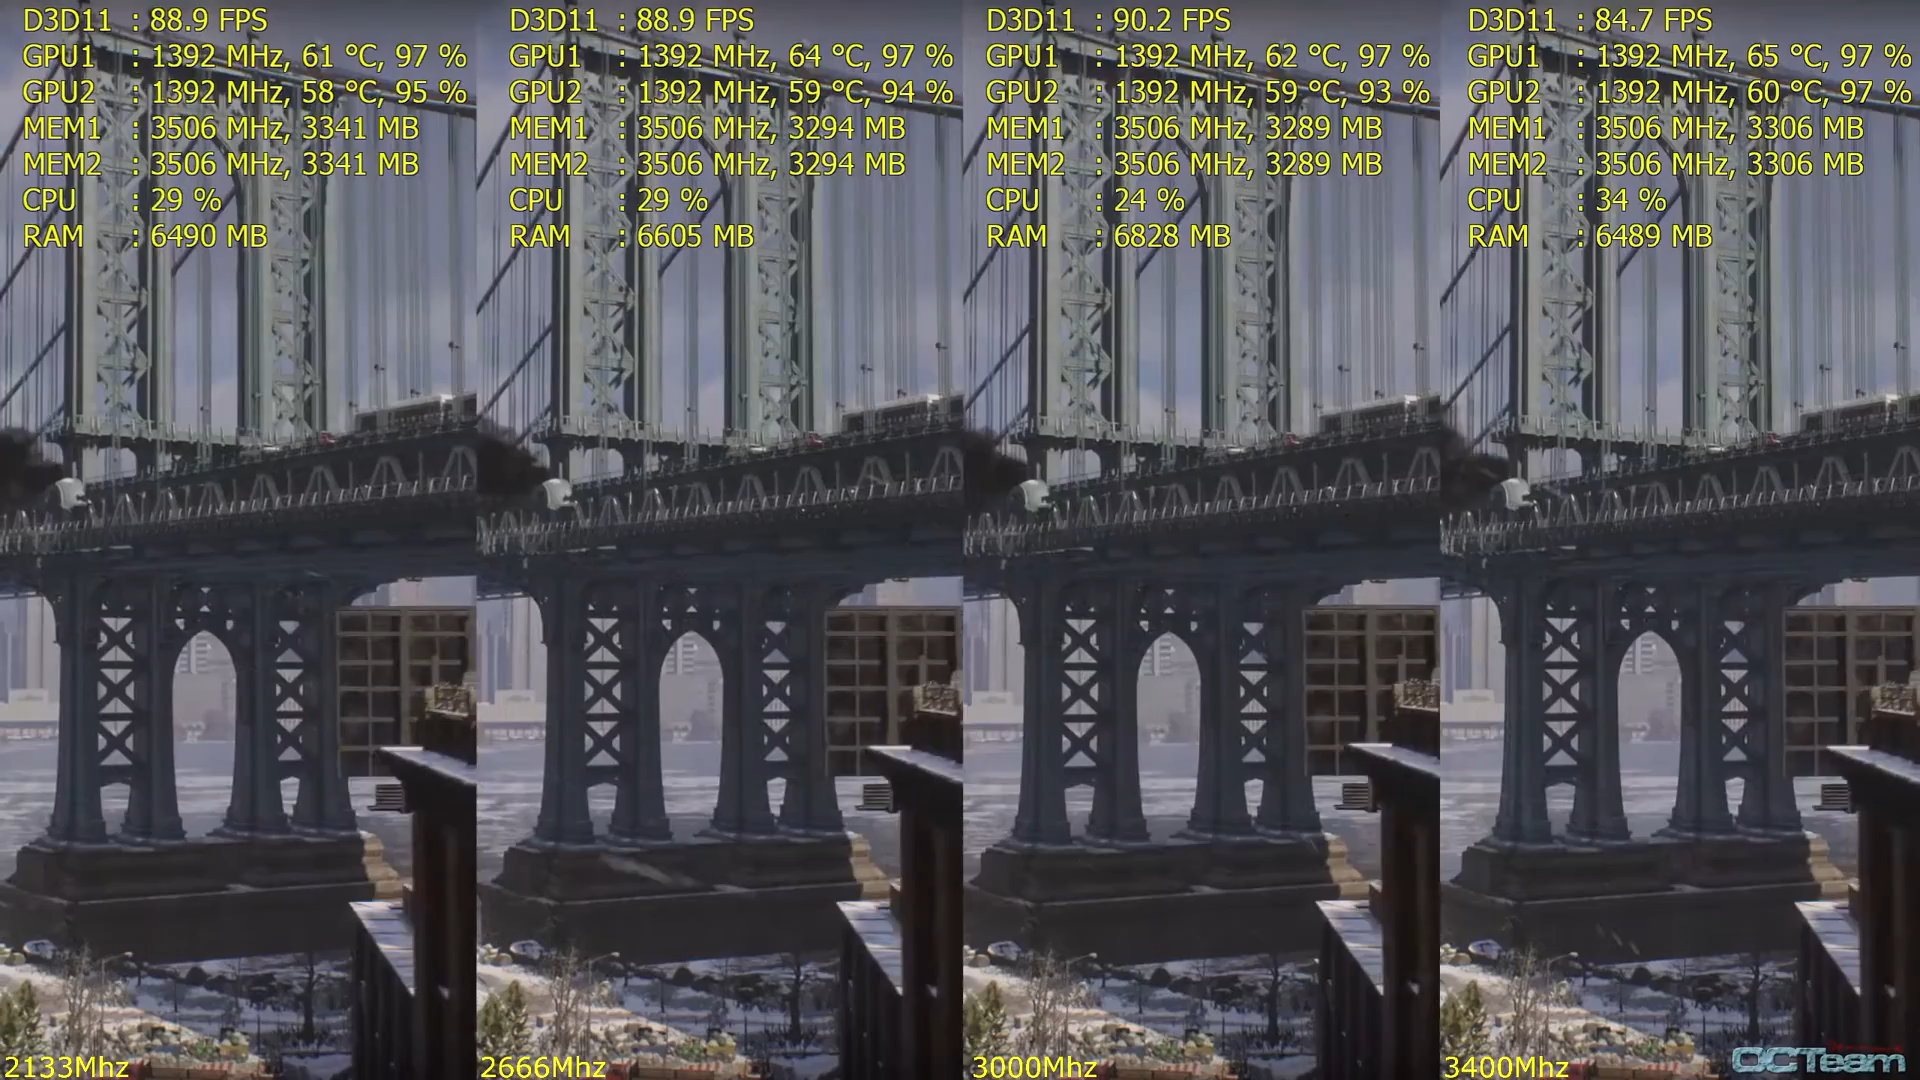 D3D11 : 88.9 FPS
GPU1 : 1392 MHz, 61 °C, 97 %
GPU2 : 1392 MHz, 58 °C, 95 %
MEM1 : 3506 MHz, 3341 MB
MEM2 : 3506 MHz, 3341 MB
CPU : 29 %
RAM : 6490 MB
2133Mhz
D3D11 : 88.9 FPS
GPU1 : 1392 MHz, 64 °C, 97 %
GPU2 : 1392 MHz, 59 °C, 94 %
MEM1 : 3506 MHz, 3294 MB
MEM2 : 3506 MHz, 3294 MB
CPU : 29 %
RAM : 6605 MB
2666Mhz
D3D11 : 90.2 FPS
GPU1 : 1392 MHz, 62 °C, 97 %
GPU2 : 1392 MHz, 59 °C, 93 %
MEM1 : 3506 MHz, 3289 MB
MEM2 : 3506 MHz, 3289 MB
CPU : 24 %
RAM : 6828 MB
3000Mhz
D3D11 : 84.7 FPS
GPU1 : 1392 MHz, 65 °C, 97 %
GPU2 : 1392 MHz, 60 °C, 97 %
MEM1 : 3506 MHz, 3306 MB
MEM2 : 3506 MHz, 3306 MB
CPU : 34 %
RAM : 6489 MB
3400Mhz
OCTeam